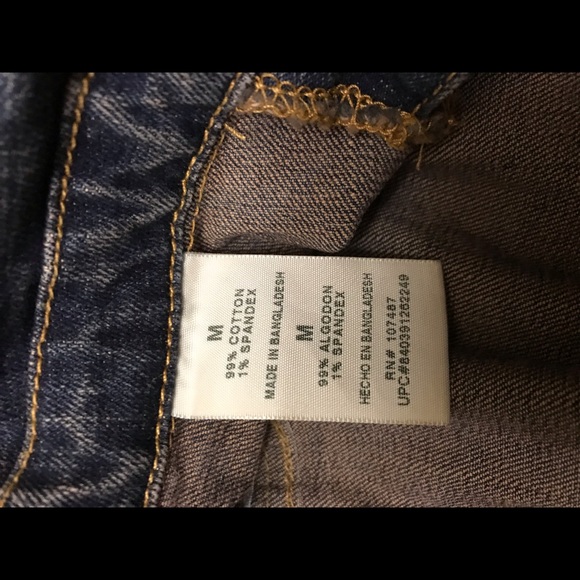 M
99% COTTON
1% SPANDEX
MADE IN BANGLADESH
M
99% ALGODON
1% SPANDEX
HECHO EN BANGLADESH
RN# 107487
UPC#840391262249